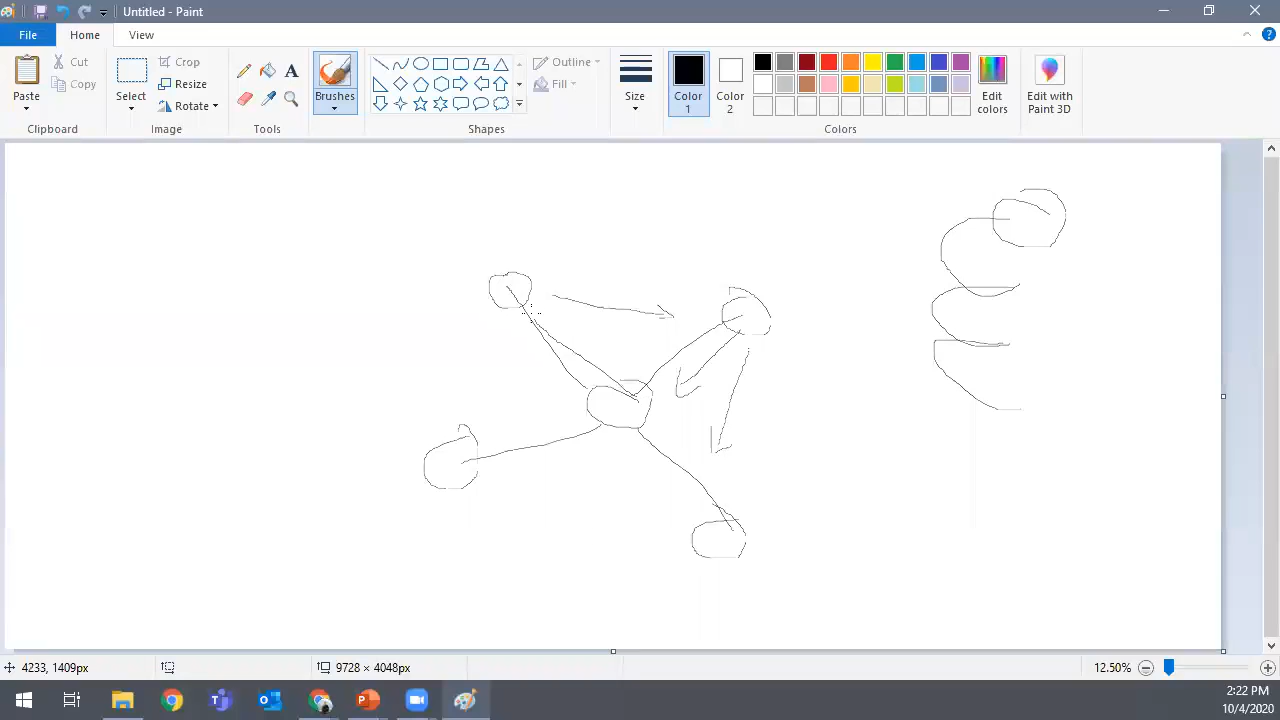 Untitled - Paint
File Home View
Paste
Cut
Copy
Clipboard
Select
Crop
Resize
Rotate
Image
A
Tools
Brushes
Outline
Fill
Shapes
Size
Color 1
Color 2
Edit colors
Colors
Edit with Paint 3D
4233, 1409px
9728 × 4048px
12.50%
2:22 PM
10/4/2020